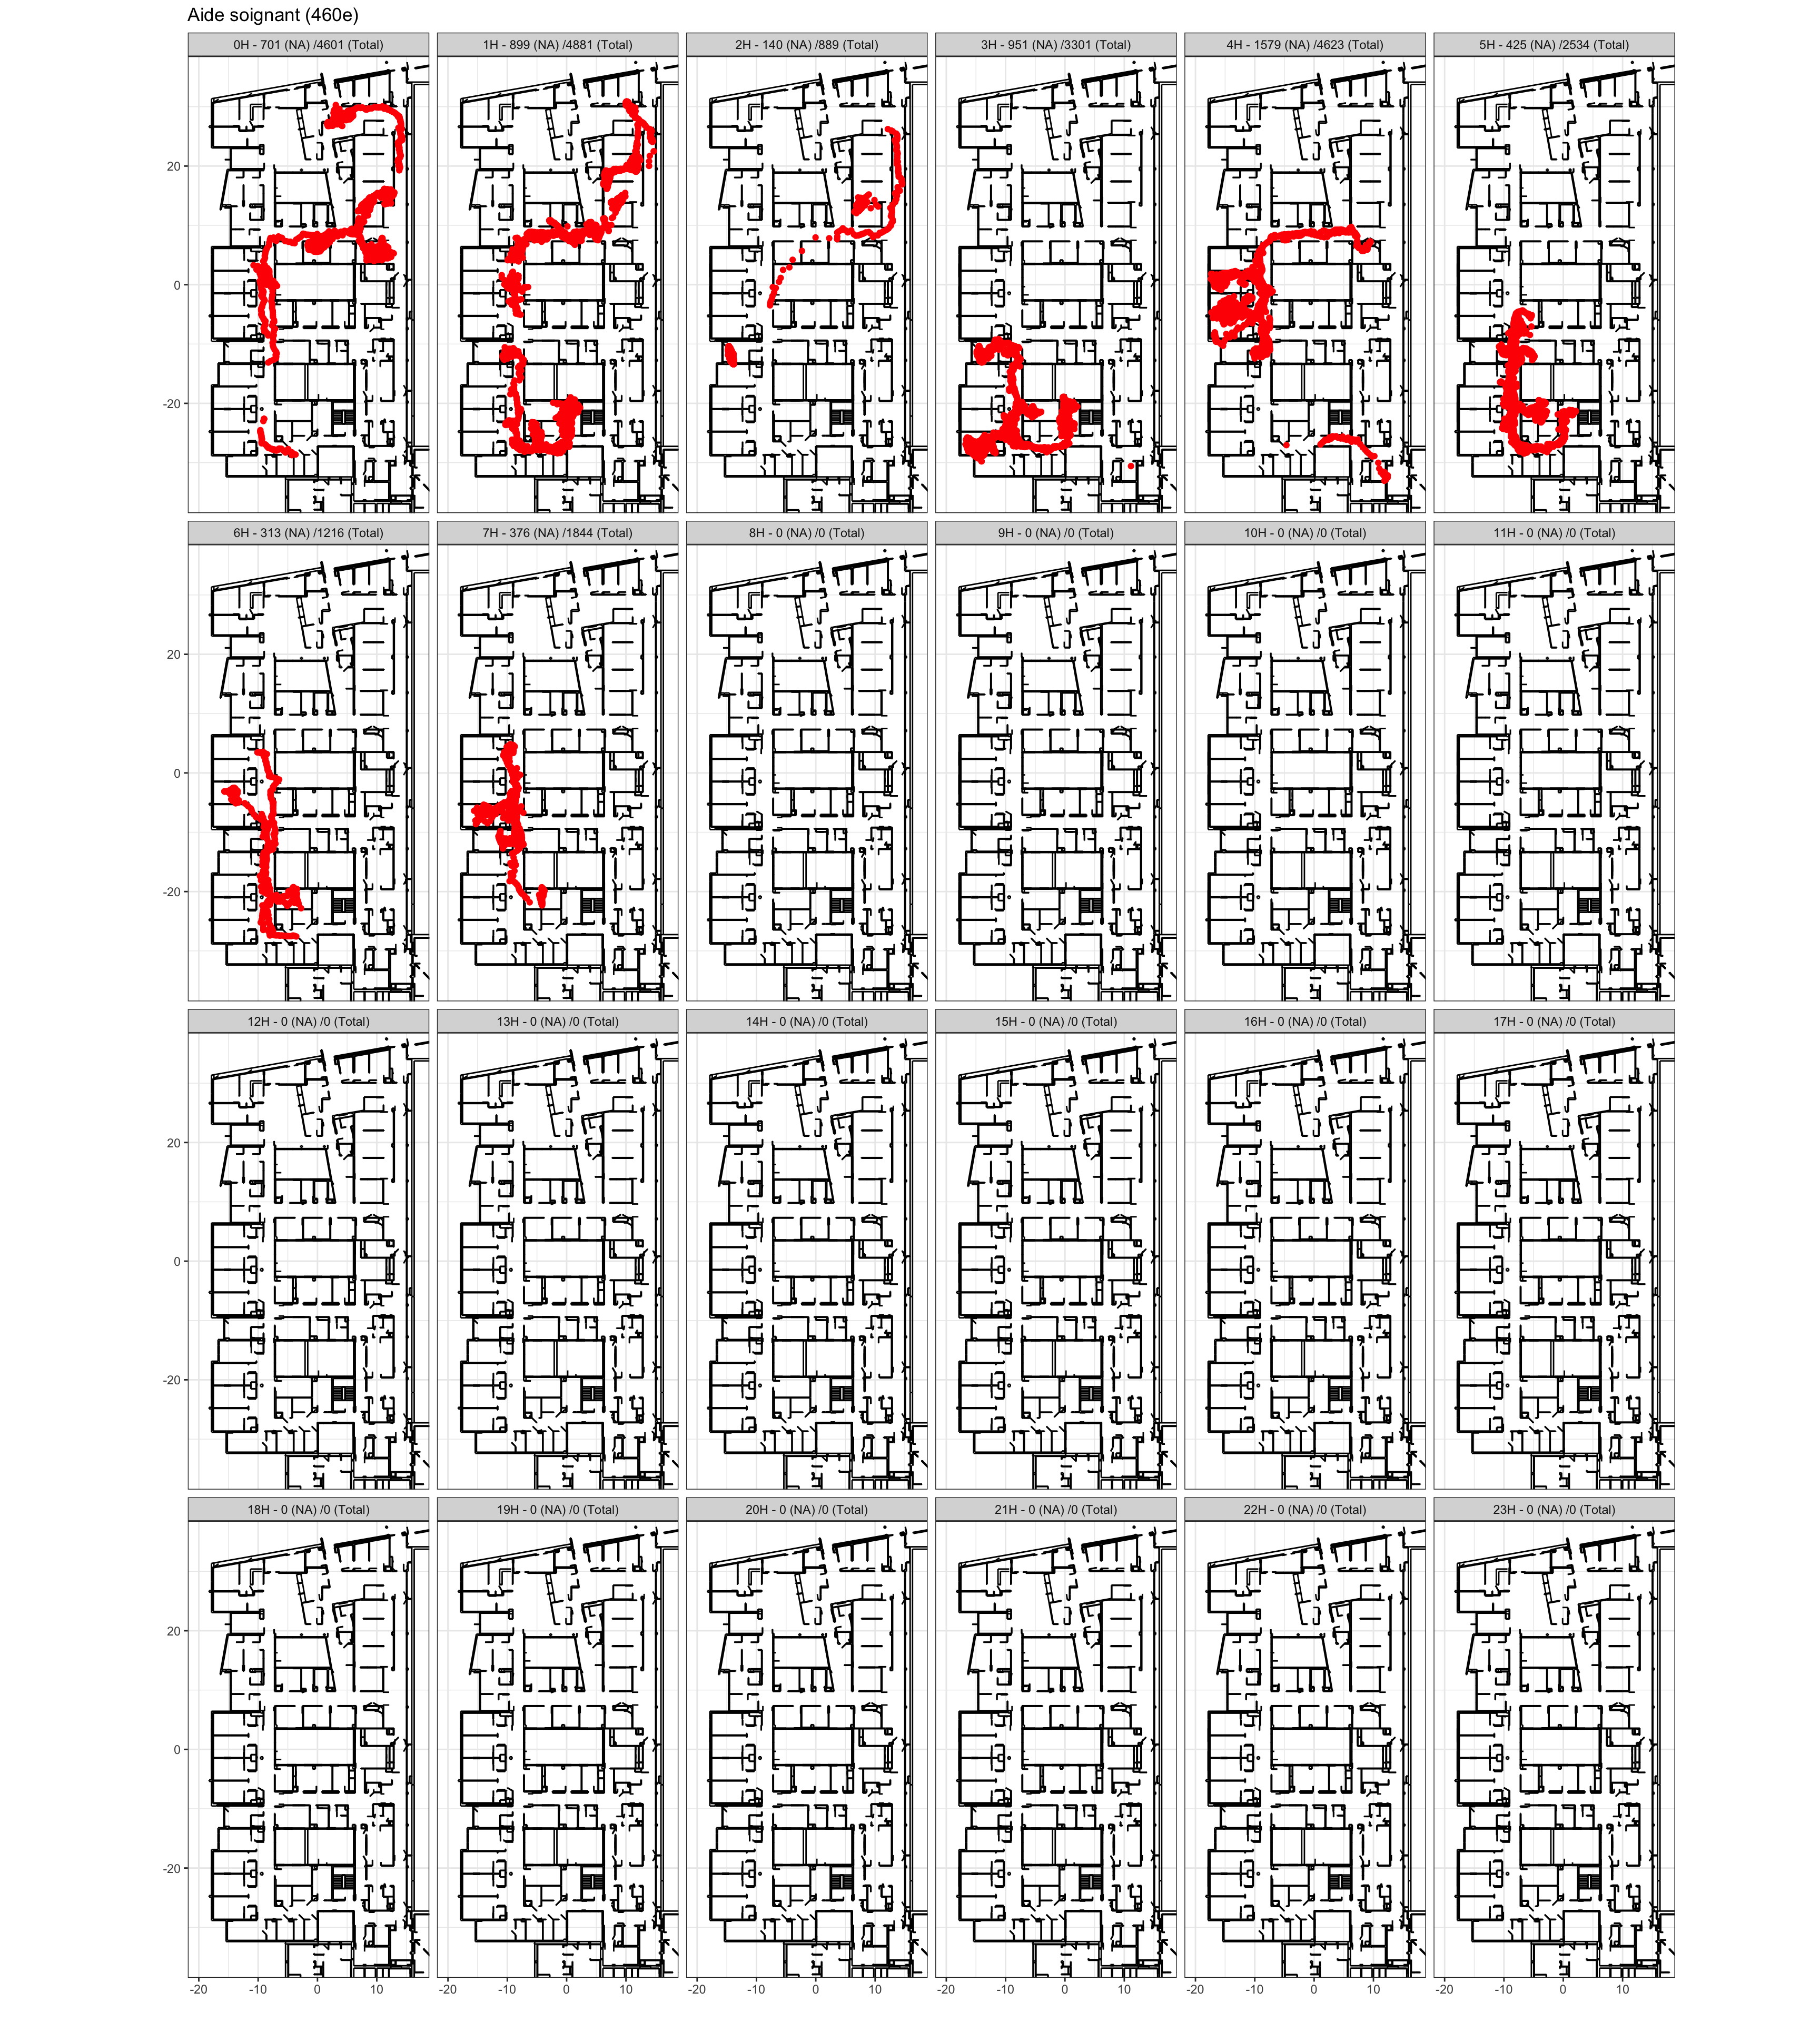 Aide soignant (460e)
0H - 701 (NA) /4601 (Total)
1H - 899 (NA) /4881 (Total)
2H - 140 (NA) /889 (Total)
3H - 951 (NA) /3301 (Total)
4H - 1579 (NA) /4623 (Total)
5H - 425 (NA) /2534 (Total)
20
0
-20
6H - 313 (NA) /1216 (Total)
7H - 376 (NA) /1844 (Total)
8H - 0 (NA) /0 (Total)
9H - 0 (NA) /0 (Total)
10H - 0 (NA) /0 (Total)
11H - 0 (NA) /0 (Total)
20
0
-20
12H - 0 (NA) /0 (Total)
13H - 0 (NA) /0 (Total)
14H - 0 (NA) /0 (Total)
15H - 0 (NA) /0 (Total)
16H - 0 (NA) /0 (Total)
17H - 0 (NA) /0 (Total)
20
0
-20
18H - 0 (NA) /0 (Total)
19H - 0 (NA) /0 (Total)
20H - 0 (NA) /0 (Total)
21H - 0 (NA) /0 (Total)
22H - 0 (NA) /0 (Total)
23H - 0 (NA) /0 (Total)
20
0
-20
-20 -10 0 10
-20 -10 0 10
-20 -10 0 10
-20 -10 0 10
-20 -10 0 10
-20 -10 0 10